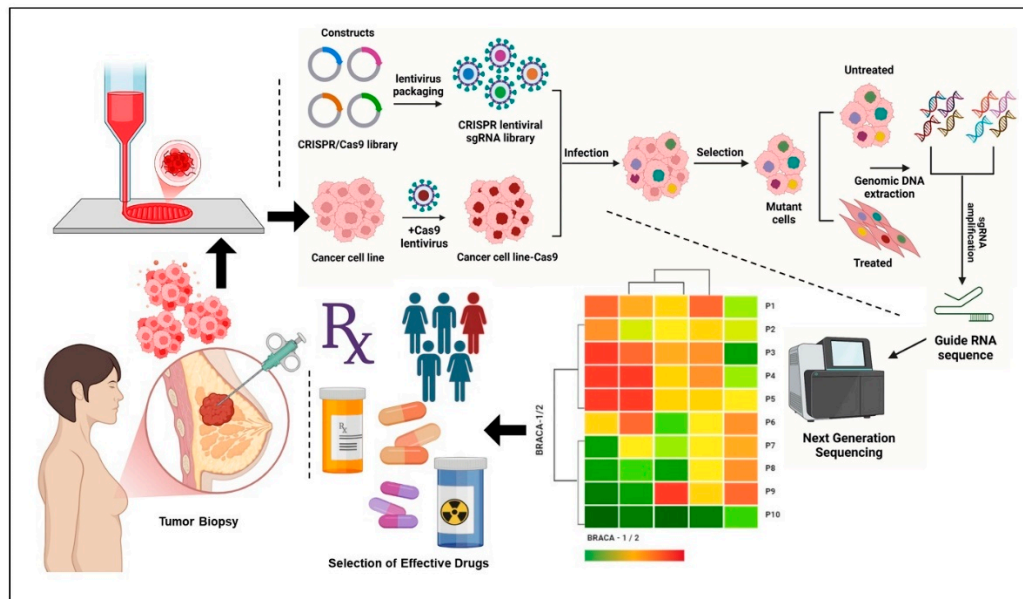 Constructs
lentivirus
packaging
CRISPR/Cas9 library
CRISPR lentiviral
sgRNA library
Cancer cell line
+Cas9
lentivirus
Cancer cell line-Cas9
Infection
Selection
Mutant
cells
Untreated
Genomic DNA
extraction
Treated
sgRNA
amplification
Guide RNA
sequence
Next Generation
Sequencing
P1
P2
P3
P4
P5
P6
P7
P8
P9
P10
BRACA-1/2
BRACA - 1 / 2
Rx
Rx
Selection of Effective Drugs
Tumor Biopsy